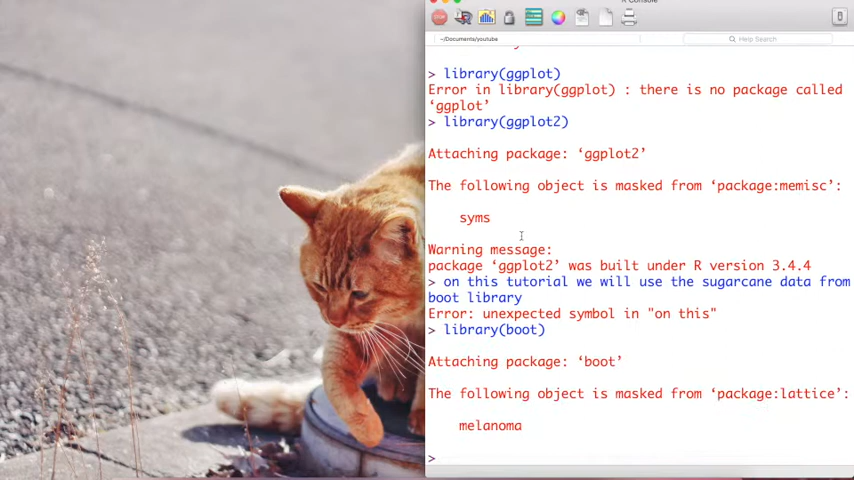 R Console
~/Documents/youtube
Help Search
> library(ggplot)
Error in library(ggplot) : there is no package called
‘ggplot’
> library(ggplot2)
Attaching package: ‘ggplot2’
The following object is masked from ‘package:memisc’:
syms
Warning message:
package ‘ggplot2’ was built under R version 3.4.4
> on this tutorial we will use the sugarcane data from
boot library
Error: unexpected symbol in "on this"
> library(boot)
Attaching package: ‘boot’
The following object is masked from ‘package:lattice’:
melanoma
>